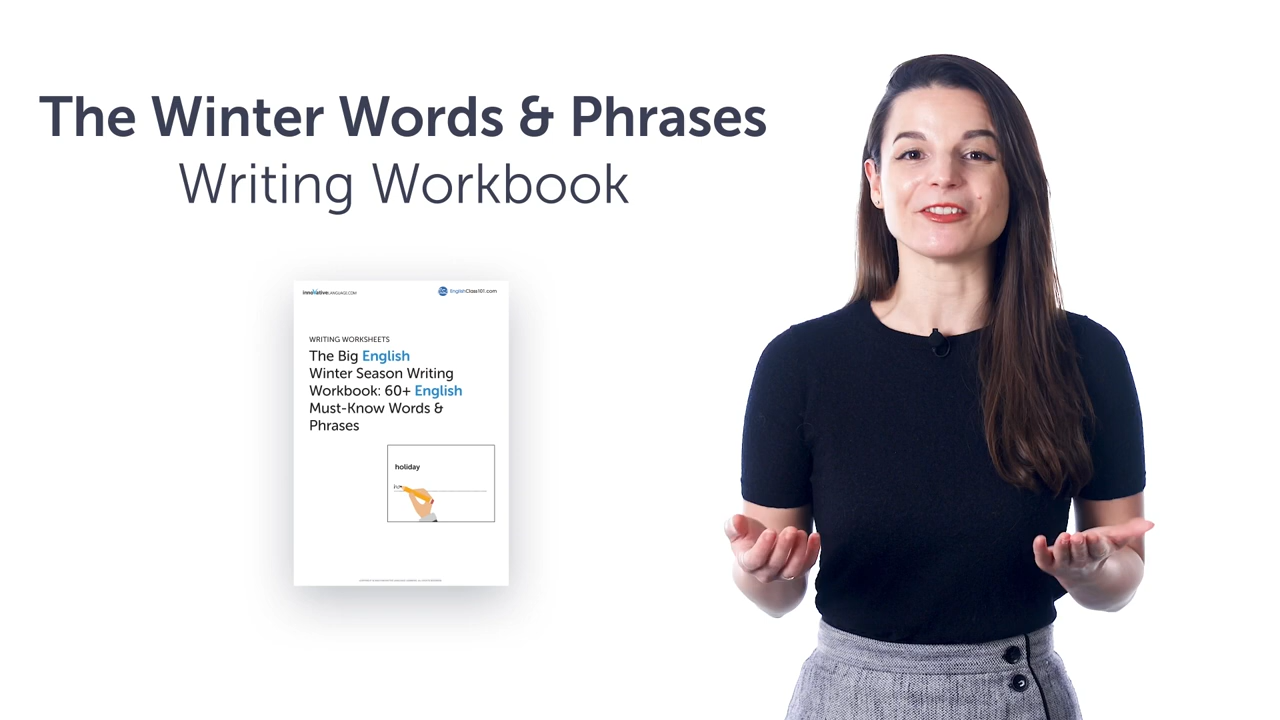 The Winter Words & Phrases
Writing Workbook
innovativeLANGUAGE.COM
EnglishClass101.com
WRITING WORKSHEETS
The Big English
Winter Season Writing
Workbook: 60+ English
Must-Know Words &
Phrases
holiday